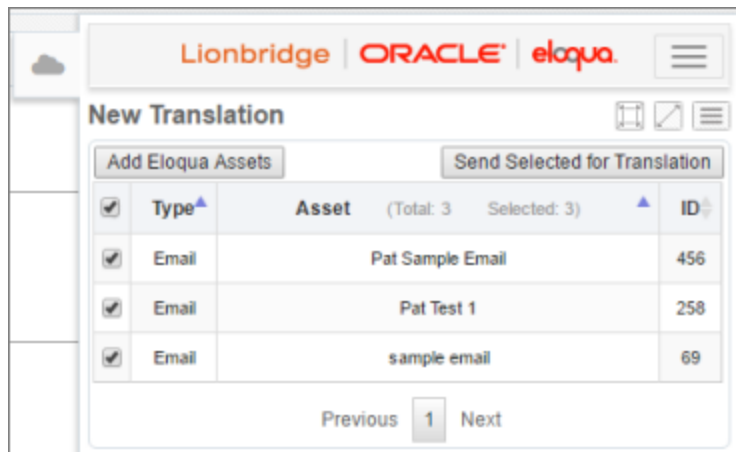 Lionbridge | ORACLE | eloqua.
New Translation
Add Eloqua Assets Send Selected for Translation
Type Asset (Total: 3 Selected: 3) ID
Email Pat Sample Email 456
Email Pat Test 1 258
Email sample email 69
Previous 1 Next